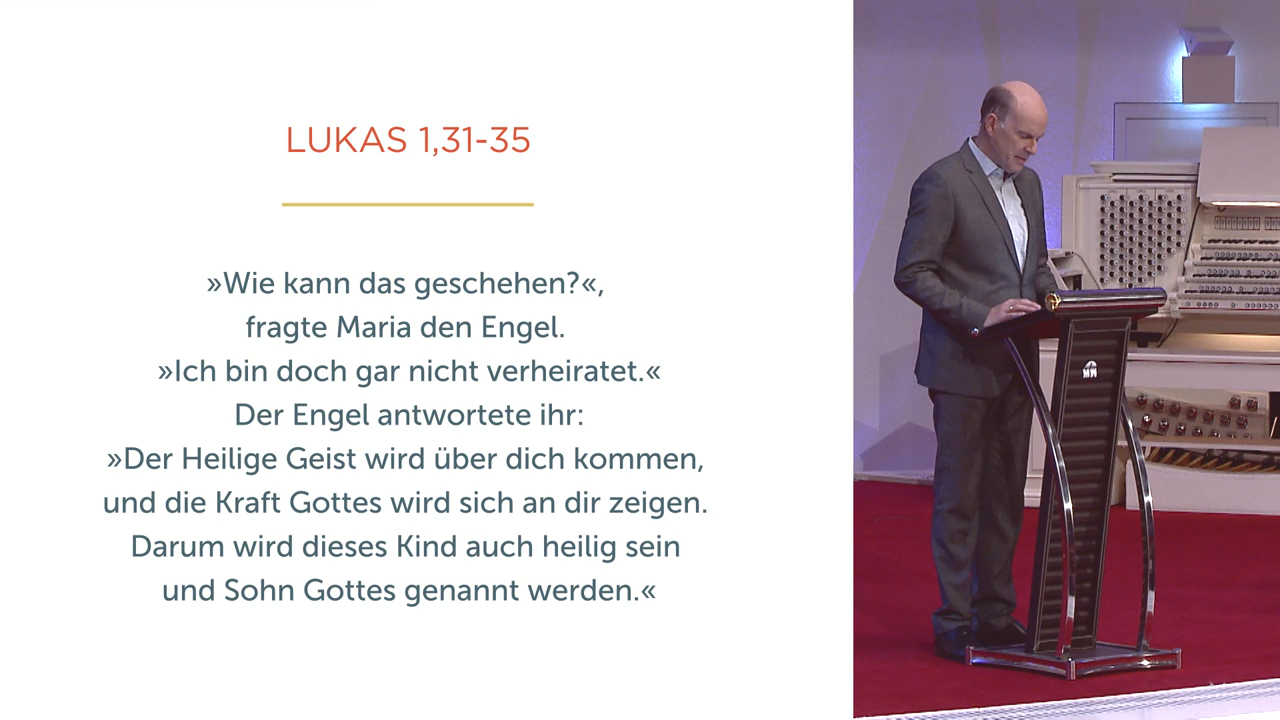 LUKAS 1,31-35
»Wie kann das geschehen?«,
fragte Maria den Engel.
»Ich bin doch gar nicht verheiratet.«
Der Engel antwortete ihr:
»Der Heilige Geist wird über dich kommen,
und die Kraft Gottes wird sich an dir zeigen.
Darum wird dieses Kind auch heilig sein
und Sohn Gottes genannt werden.«
MW